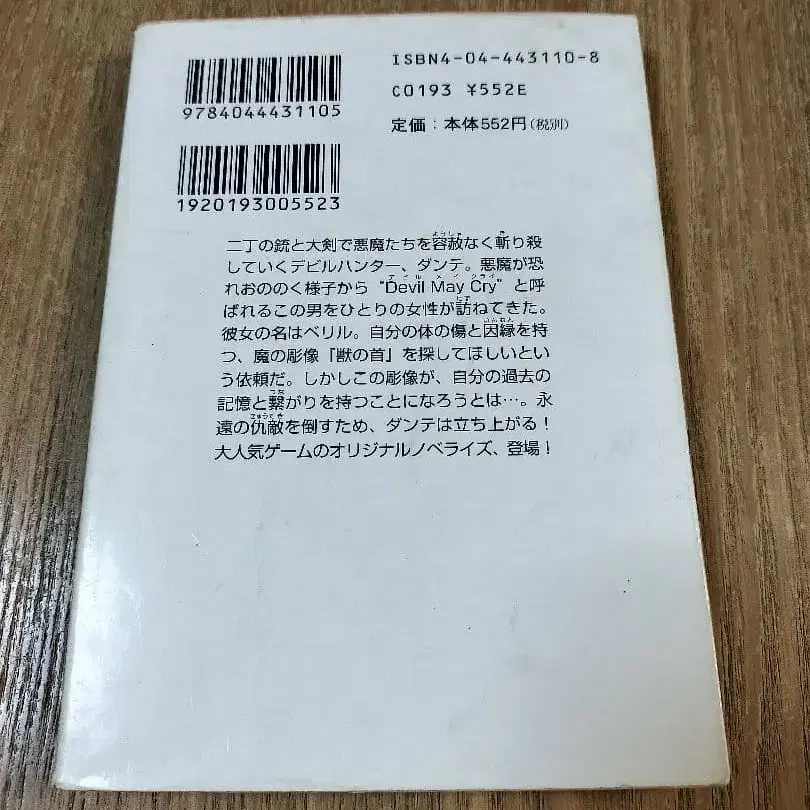 ISBN4-04-443110-8
C0193 ¥552E
定価：本体552円(税別)
9784044431105
1920193005523
二丁の銃と大剣で悪魔たちを容赦なく斬り殺
していくデビルハンター、ダンテ。悪魔が恐
れおののく様子から“Devil May Cry”と呼
ばれるこの男をひとりの女性が訪ねてきた。
彼女の名はベリル。自分の体の傷と因縁を持
つ、魔の彫像「獣の首」を探してほしいとい
う依頼だ。しかしこの彫像が、自分の過去の
記憶と繋がりを持つことになろうとは…。永
遠の仇敵を倒すため、ダンテは立ち上がる！
大人気ゲームのオリジナルノベライズ、登場！